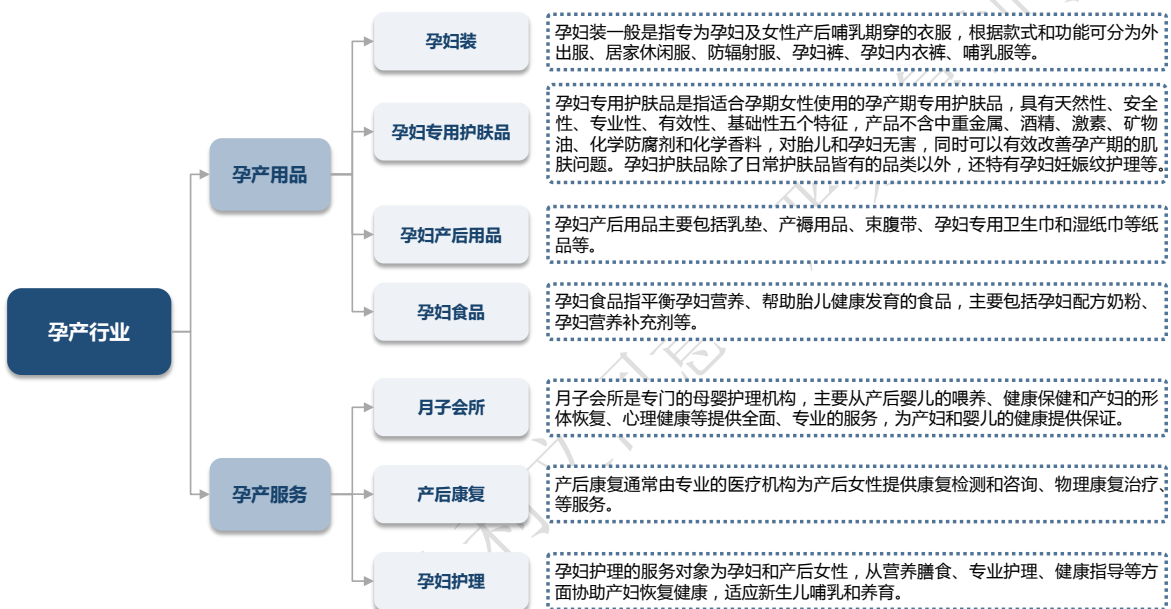 孕产行业
孕产用品
孕妇装
孕妇装一般是指专为孕妇及女性产后哺乳期穿的衣服，根据款式和功能可分为外
出服、居家休闲服、防辐射服、孕妇裤、孕妇内衣裤、哺乳服等。
孕妇专用护肤品
孕妇专用护肤品是指适合孕期女性使用的孕产期专用护肤品，具有天然性、安全
性、专业性、有效性、基础性五个特征，产品不含中重金属、酒精、激素、矿物
油、化学防腐剂和化学香料，对胎儿和孕妇无害，同时可以有效改善孕产期的肌
肤问题。孕妇护肤品除了日常护肤品皆有的品类以外，还特有孕妇妊娠纹护理等。
孕妇产后用品
孕妇产后用品主要包括乳垫、产褥用品、束腹带、孕妇专用卫生巾和湿纸巾等纸
品等。
孕妇食品
孕妇食品指平衡孕妇营养、帮助胎儿健康发育的食品，主要包括孕妇配方奶粉、
孕妇营养补充剂等。
孕产服务
月子会所
月子会所是专门的母婴护理机构，主要从产后婴儿的喂养、健康保健和产妇的形
体恢复、心理健康等提供全面、专业的服务，为产妇和婴儿的健康提供保证。
产后康复
产后康复通常由专业的医疗机构为产后女性提供康复检测和咨询、物理康复治疗、
等服务。
孕妇护理
孕妇护理的服务对象为孕妇和产后女性，从营养膳食、专业护理、健康指导等方
面协助产妇恢复健康，适应新生儿哺乳和养育。